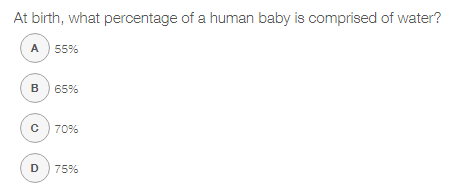 At birth, what percentage of a human baby is comprised of water?
A 55%
B 65%
C 70%
D 75%